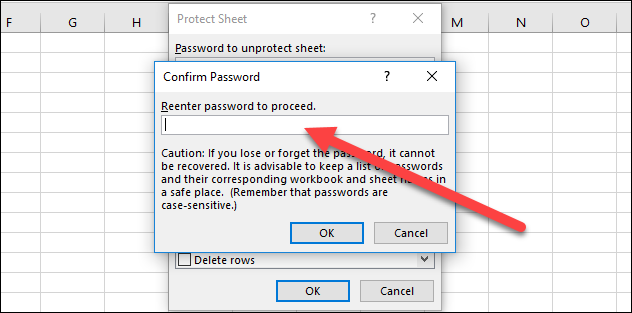 Protect Sheet ? ×
F G H M N O
Password to unprotect sheet:
Confirm Password ? ×
Reenter password to proceed.
Caution: If you lose or forget the password, it cannot
be recovered. It is advisable to keep a list of passwords
and their corresponding workbook and sheet names in
a safe place. (Remember that passwords are
case-sensitive.)
OK Cancel
Delete rows
OK Cancel